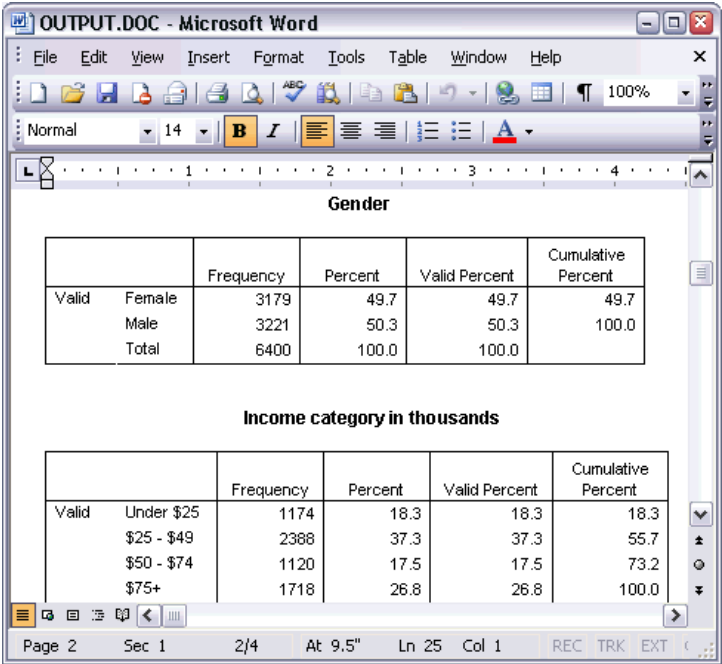 OUTPUT.DOC - Microsoft Word
File Edit View Insert Format Tools Table Window Help
ABC 100%
Normal 14 B I A
1 2 3 4
Gender
Frequency Percent Valid Percent Cumulative Percent
Valid Female 3179 49.7 49.7 49.7
Male 3221 50.3 50.3 100.0
Total 6400 100.0 100.0
Income category in thousands
Frequency Percent Valid Percent Cumulative Percent
Valid Under $25 1174 18.3 18.3 18.3
$25 - $49 2388 37.3 37.3 55.7
$50 - $74 1120 17.5 17.5 73.2
$75+ 1718 26.8 26.8 100.0
Page 2 Sec 1 2/4 At 9.5" Ln 25 Col 1 REC TRK EXT